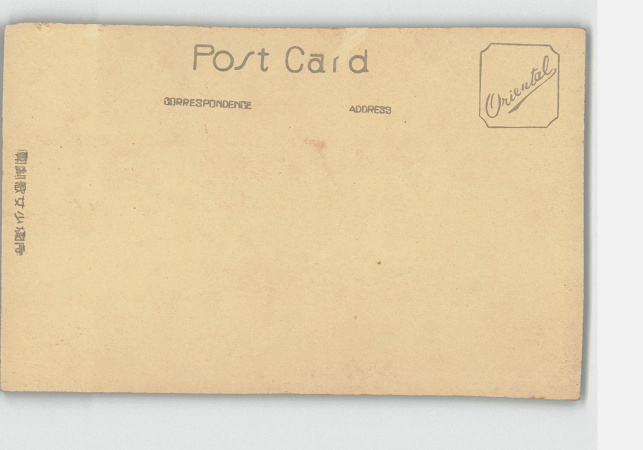 Post Card
CORRESPONDENCE
ADDRESS
Oriental